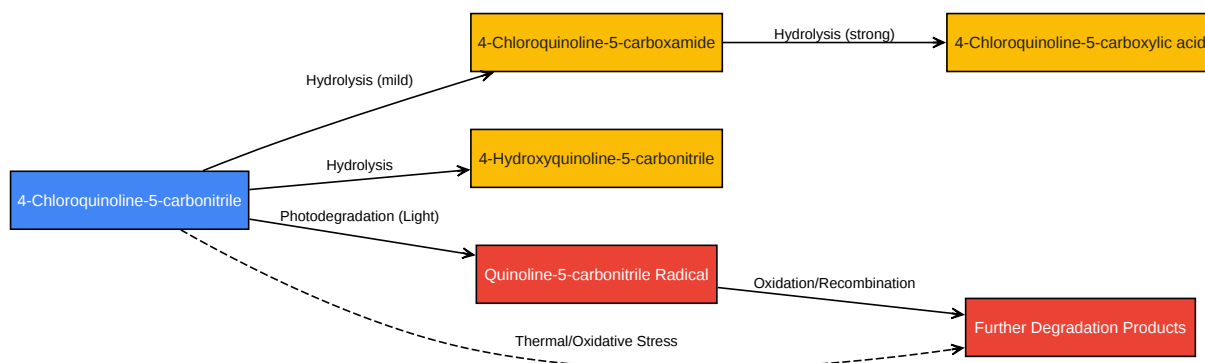 4-Chloroquinoline-5-carboxamide
Hydrolysis (strong)
4-Chloroquinoline-5-carboxylic acid
Hydrolysis (mild)
4-Hydroxyquinoline-5-carbonitrile
Hydrolysis
4-Chloroquinoline-5-carbonitrile
Photodegradation (Light)
Quinoline-5-carbonitrile Radical
Oxidation/Recombination
Further Degradation Products
Thermal/Oxidative Stress